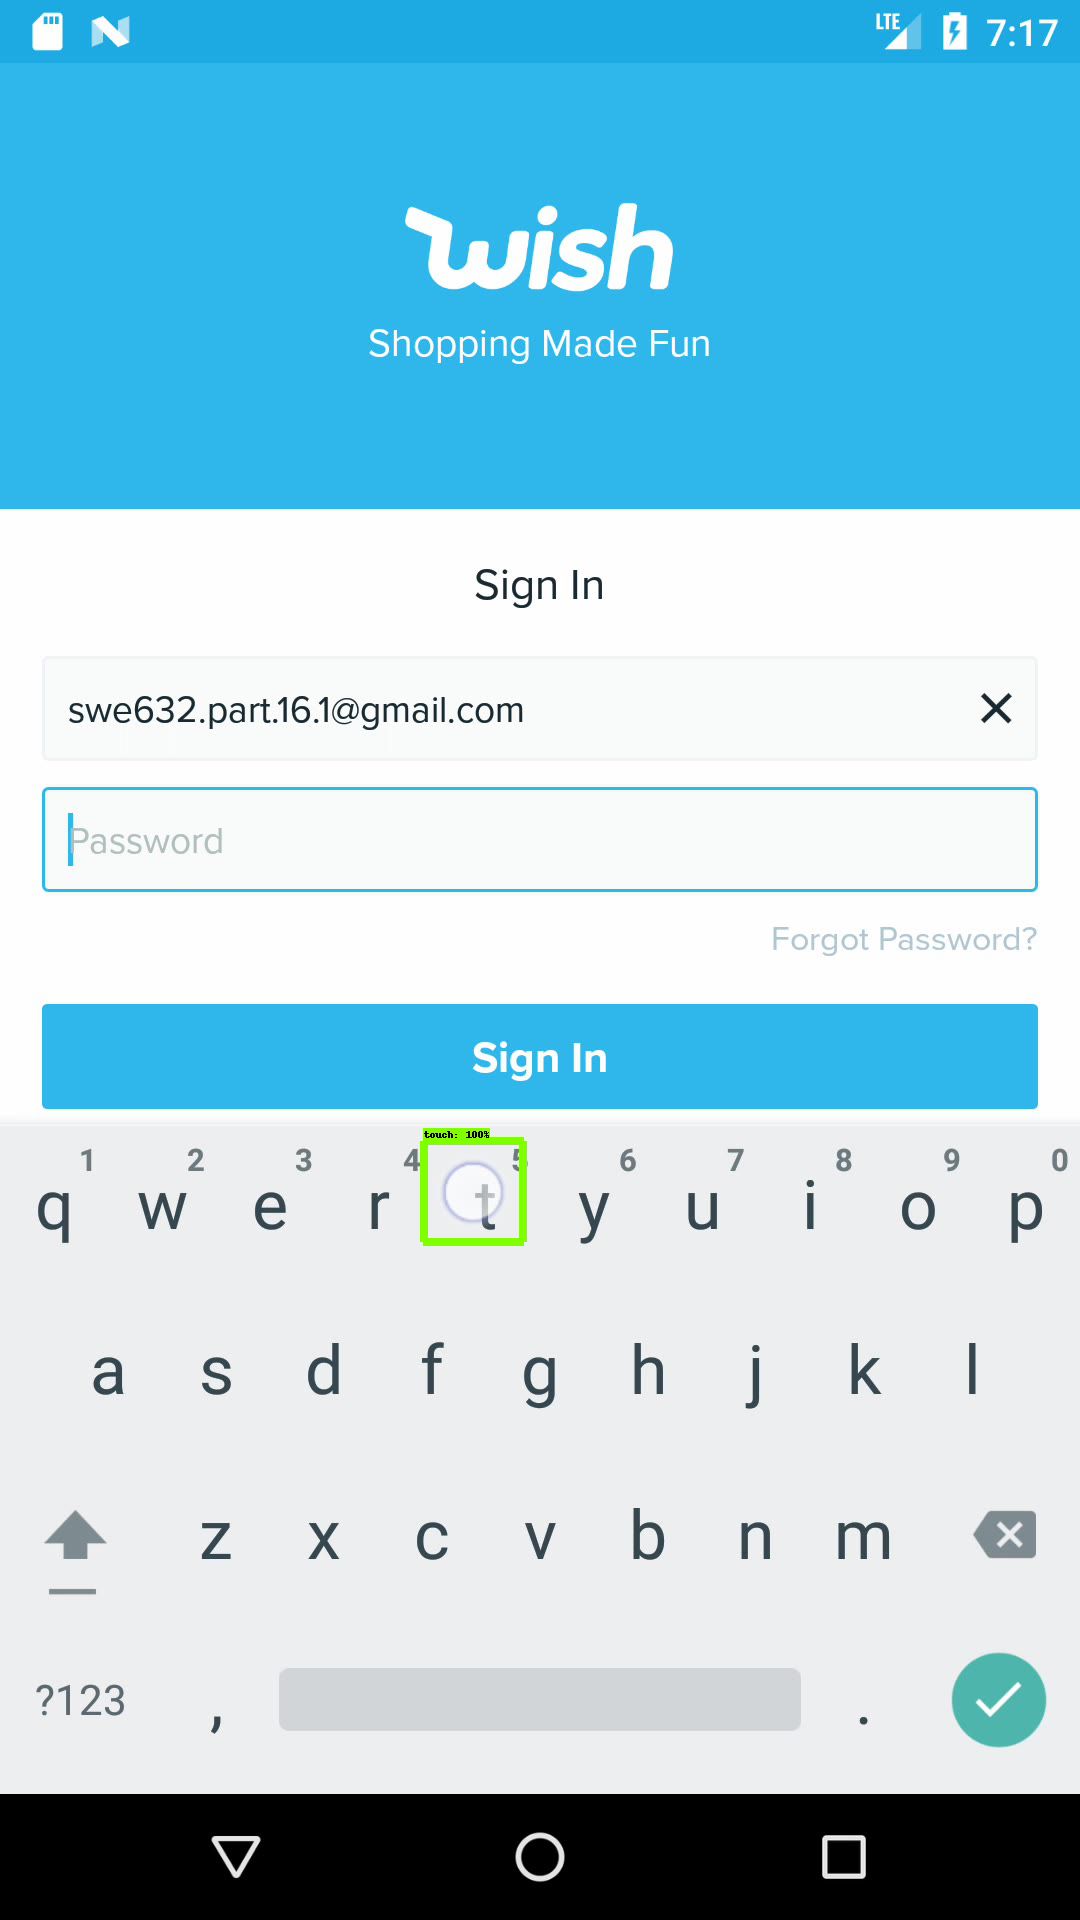 LTE 7:17
wish
Shopping Made Fun
Sign In
swe632.part.16.1@gmail.com
Password
Forgot Password?
Sign In
touch: 100%
1 2 3 4 5 6 7 8 9 0
q w e r t y u i o p
a s d f g h j k l
z x c v b n m
?123 , .